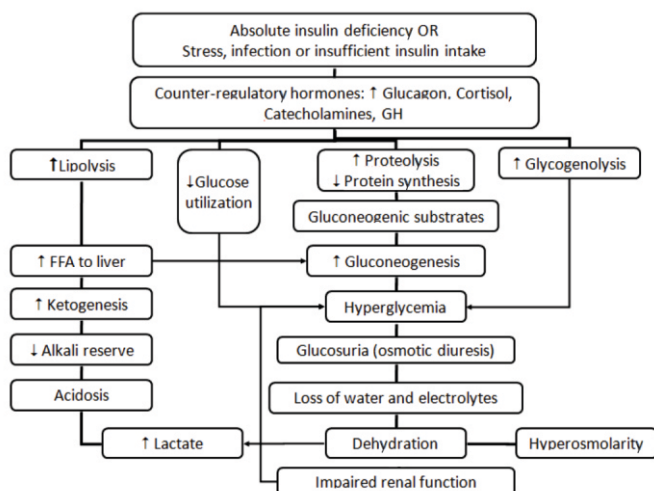 Absolute insulin deficiency OR
Stress, infection or insufficient insulin intake
Counter-regulatory hormones: ↑ Glucagon, Cortisol,
Catecholamines, GH
↑Lipolysis
↓Glucose
utilization
↑ Proteolysis
↓ Protein synthesis
↑ Glycogenolysis
Gluconeogenic substrates
↑ FFA to liver
↑ Gluconeogenesis
↑ Ketogenesis
Hyperglycemia
↓ Alkali reserve
Glucosuria (osmotic diuresis)
Acidosis
Loss of water and electrolytes
↑ Lactate
Dehydration
Hyperosmolarity
Impaired renal function